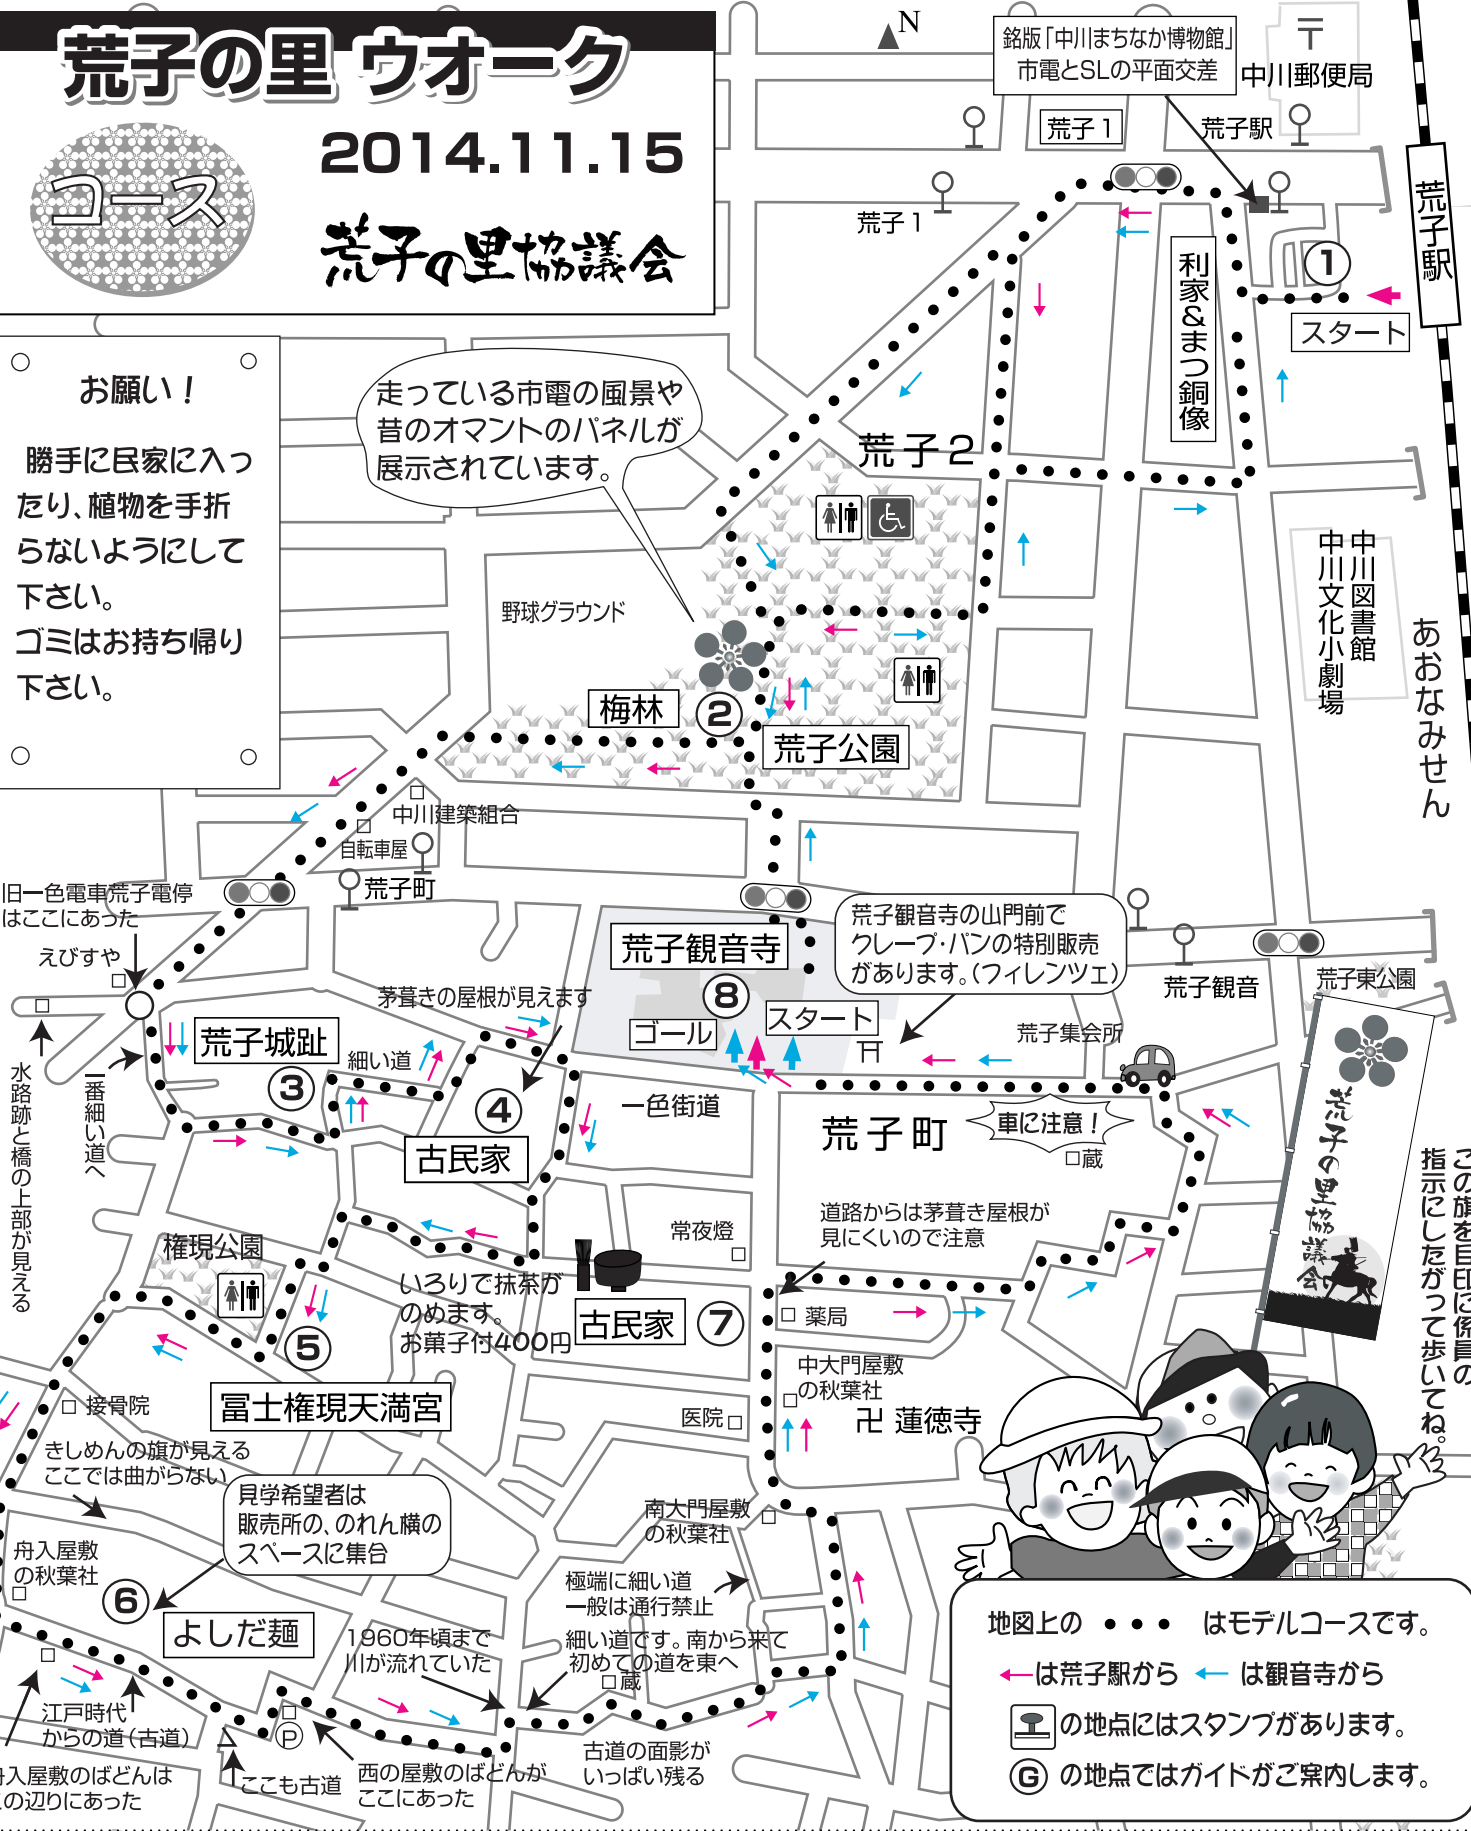 荒子の里 ウオーク
コース
2014.11.15
荒子の里協議会
N
銘版「中川まちなか博物館」
市電とSLの平面交差
〒
中川郵便局
荒子1
荒子駅
荒子1
荒子駅
1
スタート
利家&まつ銅像
お願い！
勝手に民家に入っ
たり、植物を手折
らないようにして
下さい。
ゴミはお持ち帰り
下さい。
走っている市電の風景や
昔のオマントのパネルが
展示されています。
荒子2
中川図書館
中川文化小劇場
あおなみせん
野球グラウンド
梅林
2
荒子公園
中川建築組合
自転車屋
荒子町
旧一色電車荒子電停
はここにあった
えびすや
荒子観音寺
8
ゴール
スタート
荒子観音寺の山門前で
クレープ・パンの特別販売
があります。(フィレンツェ)
荒子観音
荒子東公園
荒子集会所
茅葺きの屋根が見えます
荒子城趾
3
細い道
4
古民家
一色街道
荒子町
車に注意！
蔵
水路跡と橋の上部が見える
一番細い道へ
荒子の里協議会
この旗を目印に係員の
指示にしたがって歩いてね。
道路からは茅葺き屋根が
見にくいので注意
常夜燈
権現公園
いろりで抹茶が
のめます。
お菓子付400円
古民家
7
薬局
5
冨士権現天満宮
中大門屋敷
の秋葉社
接骨院
医院
卍 蓮徳寺
きしめんの旗が見える
ここでは曲がらない
見学希望者は
販売所の、のれん横の
スペースに集合
南大門屋敷
の秋葉社
舟入屋敷
の秋葉社
6
よしだ麺
極端に細い道
一般は通行禁止
1960年頃まで
川が流れていた
細い道です。南から来て
初めての道を東へ
蔵
江戸時代
からの道(古道)
P
ここも古道
西の屋敷のばどんが
ここにあった
古道の面影が
いっぱい残る
舟入屋敷のばどんは
この辺りにあった
地図上の ・・・ はモデルコースです。
←は荒子駅から ←は観音寺から
の地点にはスタンプがあります。
G の地点ではガイドがご案内します。